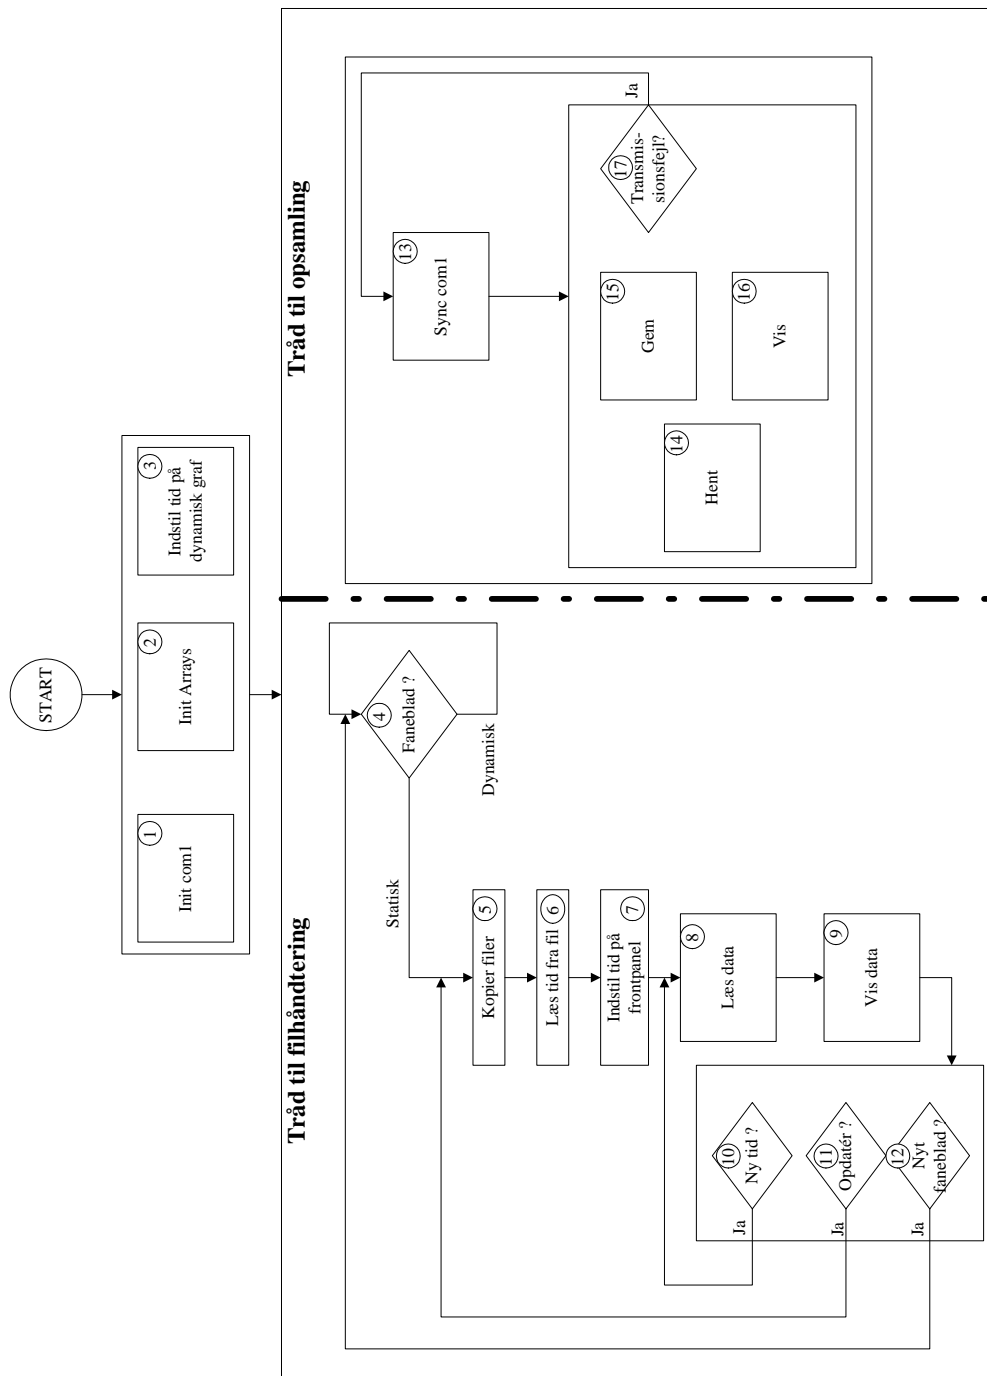 START
1
Init com1
2
Init Arrays
3
Indstil tid på
dynamisk graf
Tråd til filhåndtering
4
Faneblad ?
Dynamisk
Statisk
5
Kopier filer
6
Læs tid fra fil
7
Indstil tid på
frontpanel
8
Læs data
9
Vis data
10
Ny tid ?
Ja
11
Opdatér ?
Ja
12
Nyt
faneblad ?
Ja
Tråd til opsamling
13
Sync com1
14
Hent
15
Gem
16
Vis
17
Transmis-
sionsfejl?
Ja